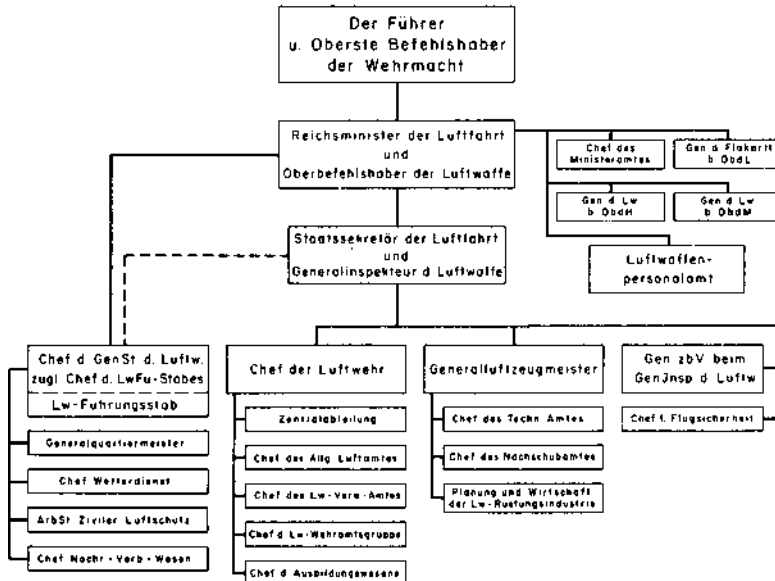 Der Führer
u. Oberste Befehlshaber
der Wehrmacht
Reichsminister der Luftfahrt
und
Oberbefehlshaber der Luftwaffe
Chef des
Ministeramtes
Gen d Flakartl
b ObdL
Gen d Lw
b ObdH
Gen d Lw
b ObdM
Luftwaffen-
personalamt
Staatssekretär der Luftfahrt
und
Generalinspekteur d Luftwaffe
Chef d GenSt d. Luftw.
zugl Chef d. LwFü-Stabes
Lw-Führungsstab
Generalquartiermeister
Chef Wetterdienst
ArbSt Ziviler Luftschutz
Chef Nachr-Verb-Wesen
Chef der Luftwehr
Zentralabteilung
Chef des Allg Luftamtes
Chef des Lw-Verw-Amtes
Chef d Lw-Wehramtsgruppe
Chef d Ausbildungswesens
Generalluftzeugmeister
Chef des Techn Amtes
Chef des Nachschubamtes
Planung und Wirtschaft
der Lw-Rüstungsindustrie
Gen zbV beim
GenJnsp d Luftw
Chef f. Flugsicherheit